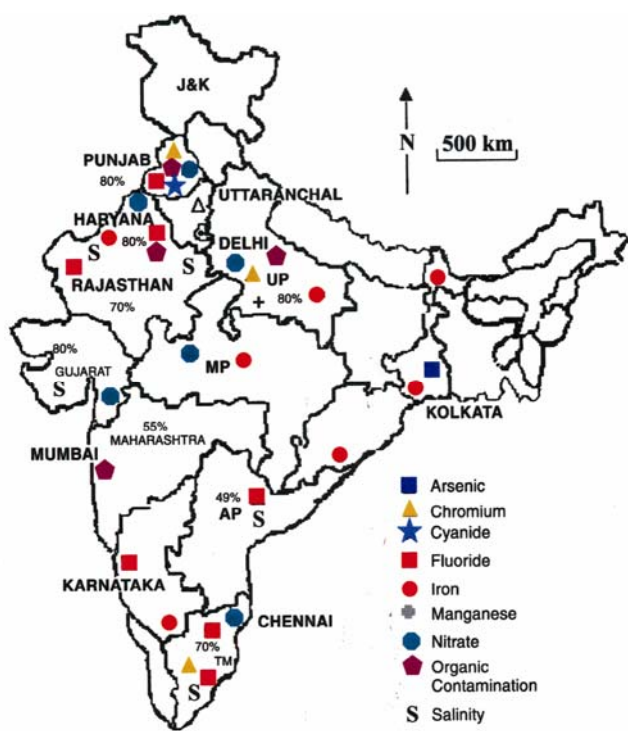 J&K
N
500 km
PUNJAB
80%
UTTARANCHAL
Δ
HARYANA
S
80%
DELHI
S
UP
RAJASTHAN
70%
+
80%
80%
GUJARAT
S
MP
KOLKATA
55%
MAHARASHTRA
MUMBAI
49%
AP
S
KARNATAKA
CHENNAI
70%
TM
S
Arsenic
Chromium
Cyanide
Fluoride
Iron
Manganese
Nitrate
Organic
Contamination
S Salinity